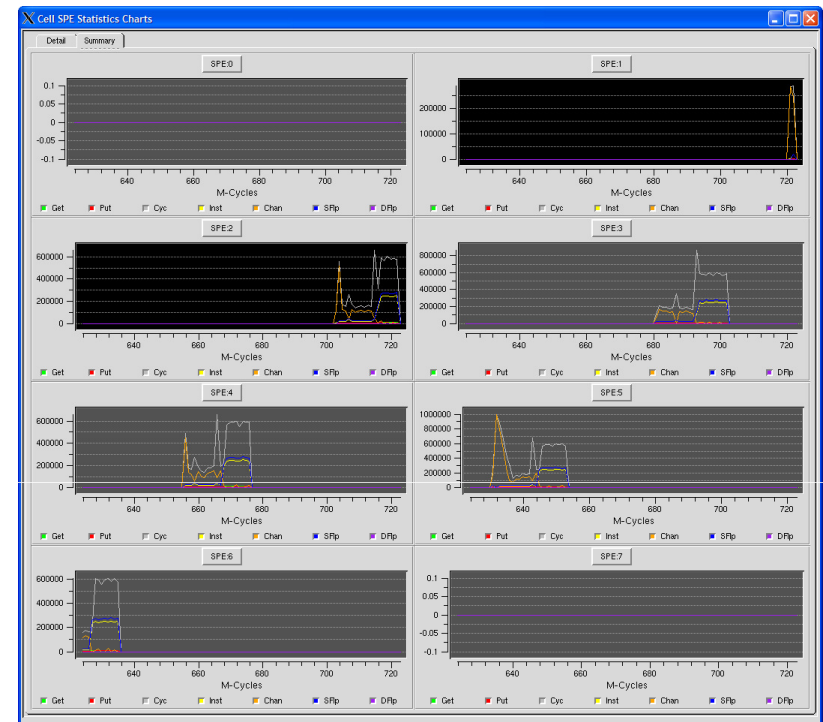 Cell SPE Statistics Charts
Detail Summary
SPE:0 SPE:1
0.1
0.05
0
-0.05
-0.1
200000
100000
0
640 660 680 700 720
M-Cycles
640 660 680 700 720
M-Cycles
Get Put Cyc Inst Chan SFlp DFlp
Get Put Cyc Inst Chan SFlp DFlp
SPE:2 SPE:3
600000
400000
200000
0
800000
600000
400000
200000
0
640 660 680 700 720
M-Cycles
640 660 680 700 720
M-Cycles
Get Put Cyc Inst Chan SFlp DFlp
Get Put Cyc Inst Chan SFlp DFlp
SPE:4 SPE:5
600000
400000
200000
0
1000000
800000
600000
400000
200000
0
640 660 680 700 720
M-Cycles
640 660 680 700 720
M-Cycles
Get Put Cyc Inst Chan SFlp DFlp
Get Put Cyc Inst Chan SFlp DFlp
SPE:6 SPE:7
600000
400000
200000
0
0.1
0.05
0
-0.05
-0.1
640 660 680 700 720
M-Cycles
640 660 680 700 720
M-Cycles
Get Put Cyc Inst Chan SFlp DFlp
Get Put Cyc Inst Chan SFlp DFlp